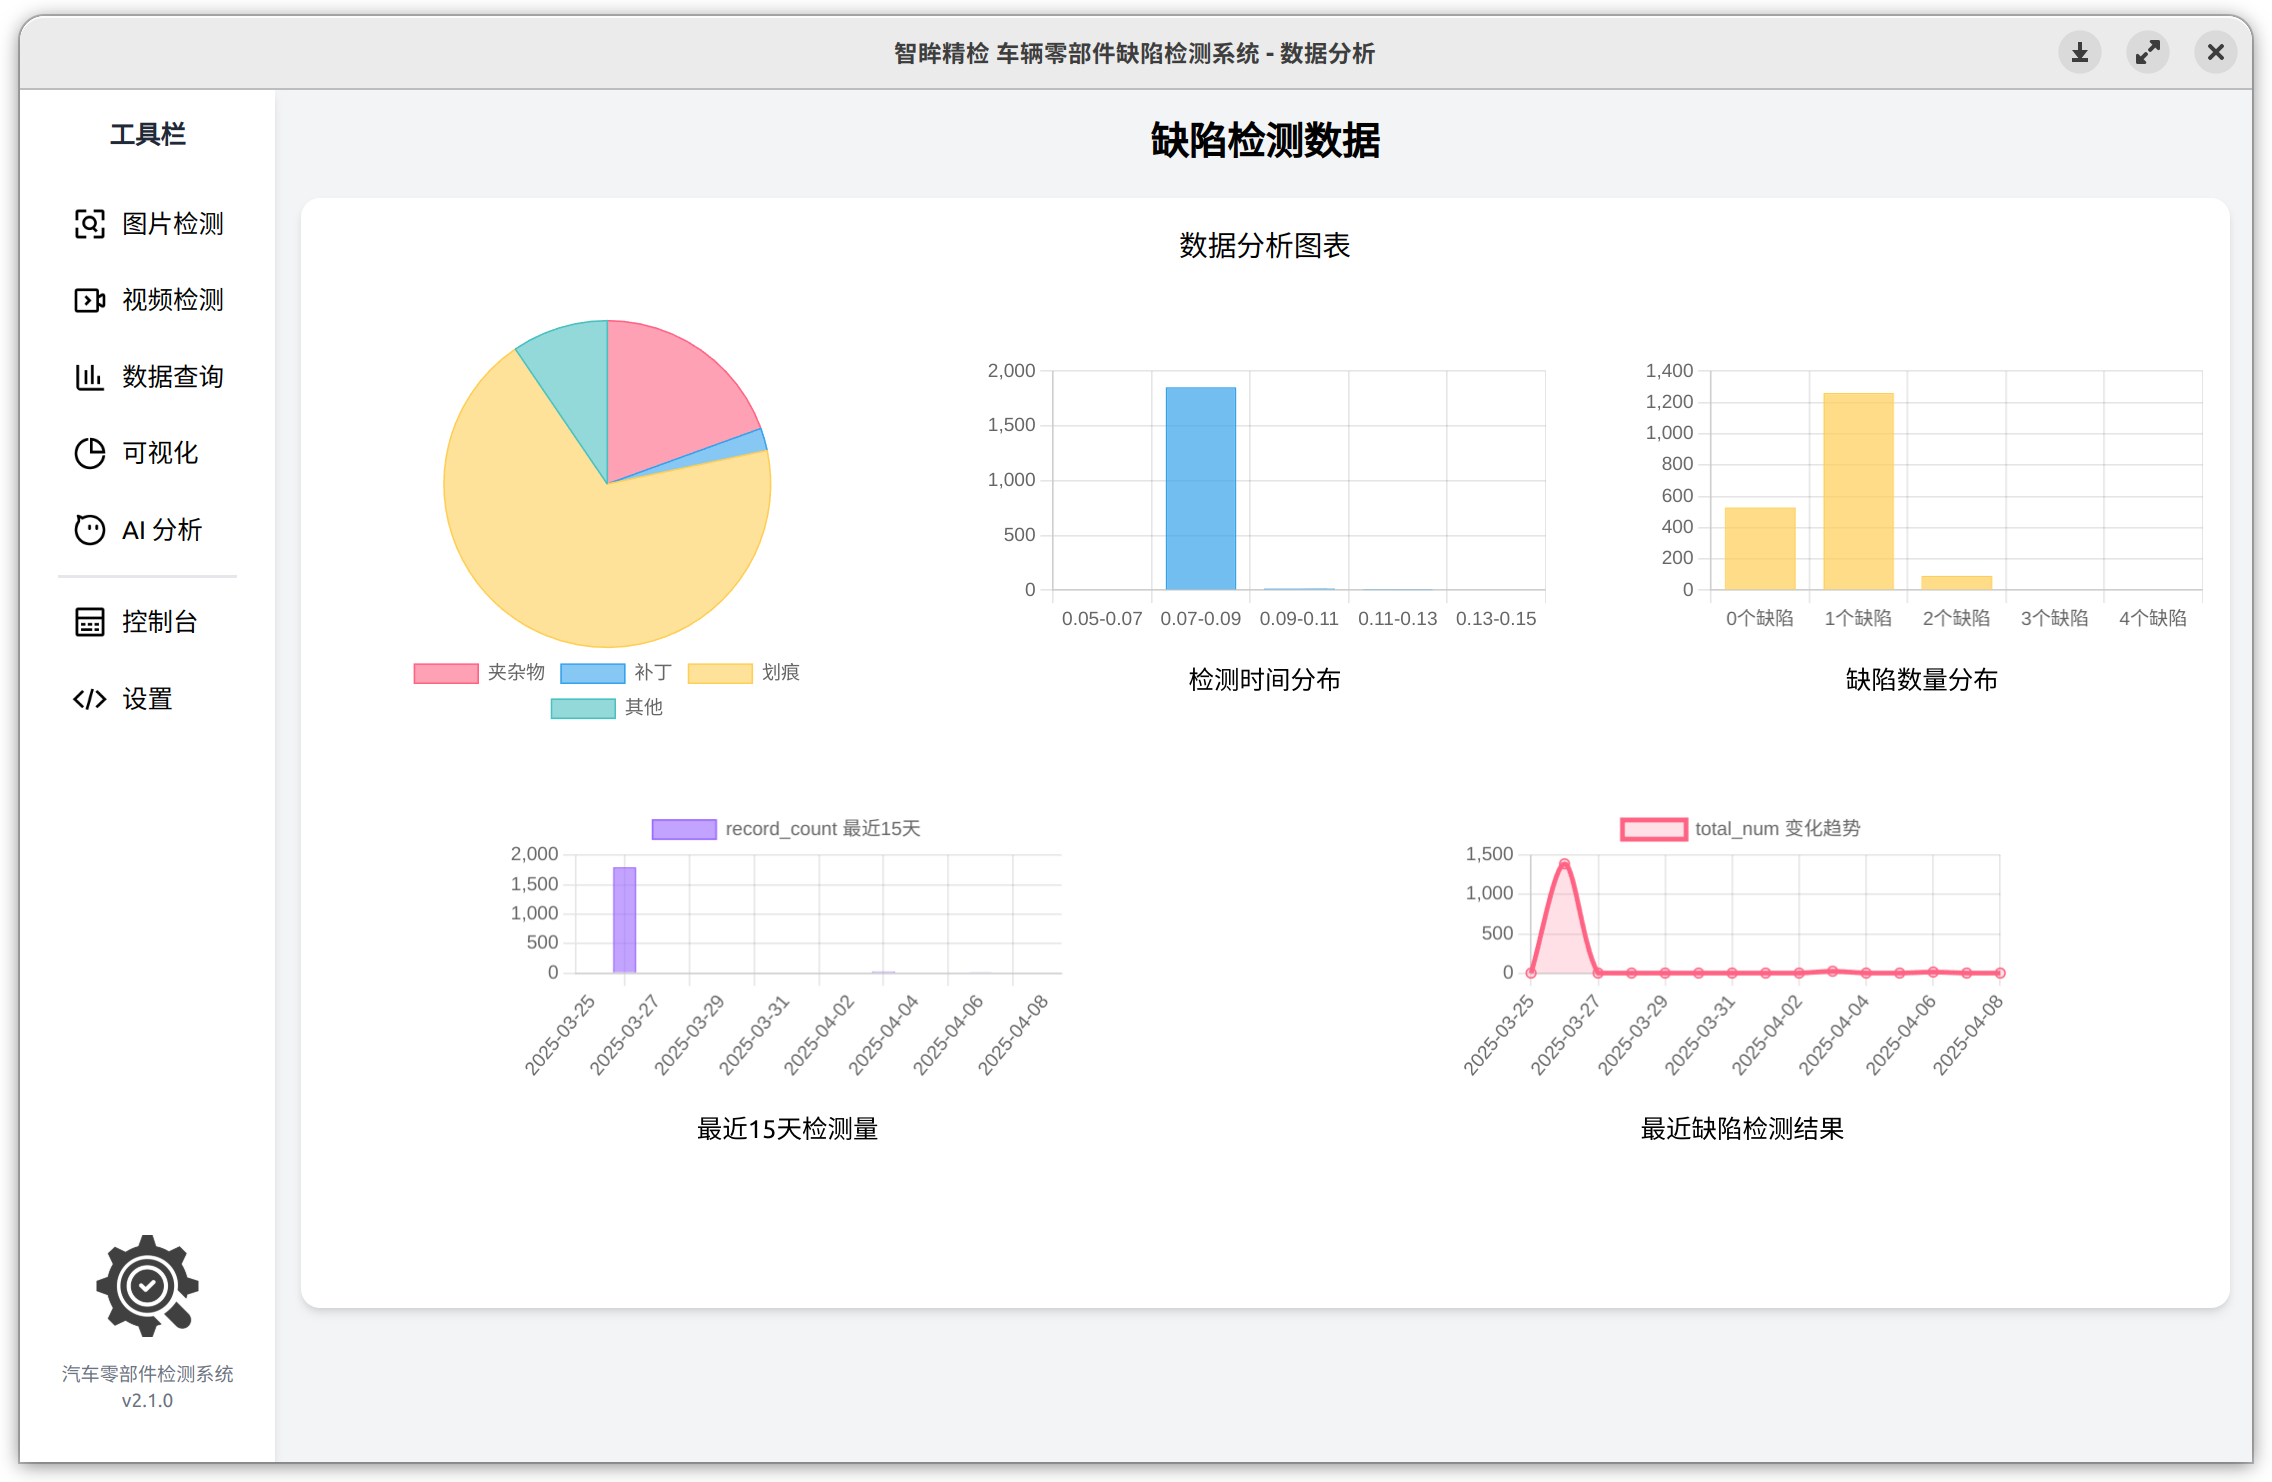 智眸精检 车辆零部件缺陷检测系统 - 数据分析
工具栏
图片检测
视频检测
数据查询
可视化
AI 分析
控制台
设置
汽车零部件检测系统
v2.1.0
缺陷检测数据
数据分析图表
夹杂物 补丁 划痕
其他
2,000
1,500
1,000
500
0
0.05-0.07 0.07-0.09 0.09-0.11 0.11-0.13 0.13-0.15
检测时间分布
1,400
1,200
1,000
800
600
400
200
0
0个缺陷 1个缺陷 2个缺陷 3个缺陷 4个缺陷
缺陷数量分布
record_count 最近15天
2,000
1,500
1,000
500
0
2025-03-25 2025-03-27 2025-03-29 2025-03-31 2025-04-02 2025-04-04 2025-04-06 2025-04-08
最近15天检测量
total_num 变化趋势
1,500
1,000
500
0
2025-03-25 2025-03-27 2025-03-29 2025-03-31 2025-04-02 2025-04-04 2025-04-06 2025-04-08
最近缺陷检测结果